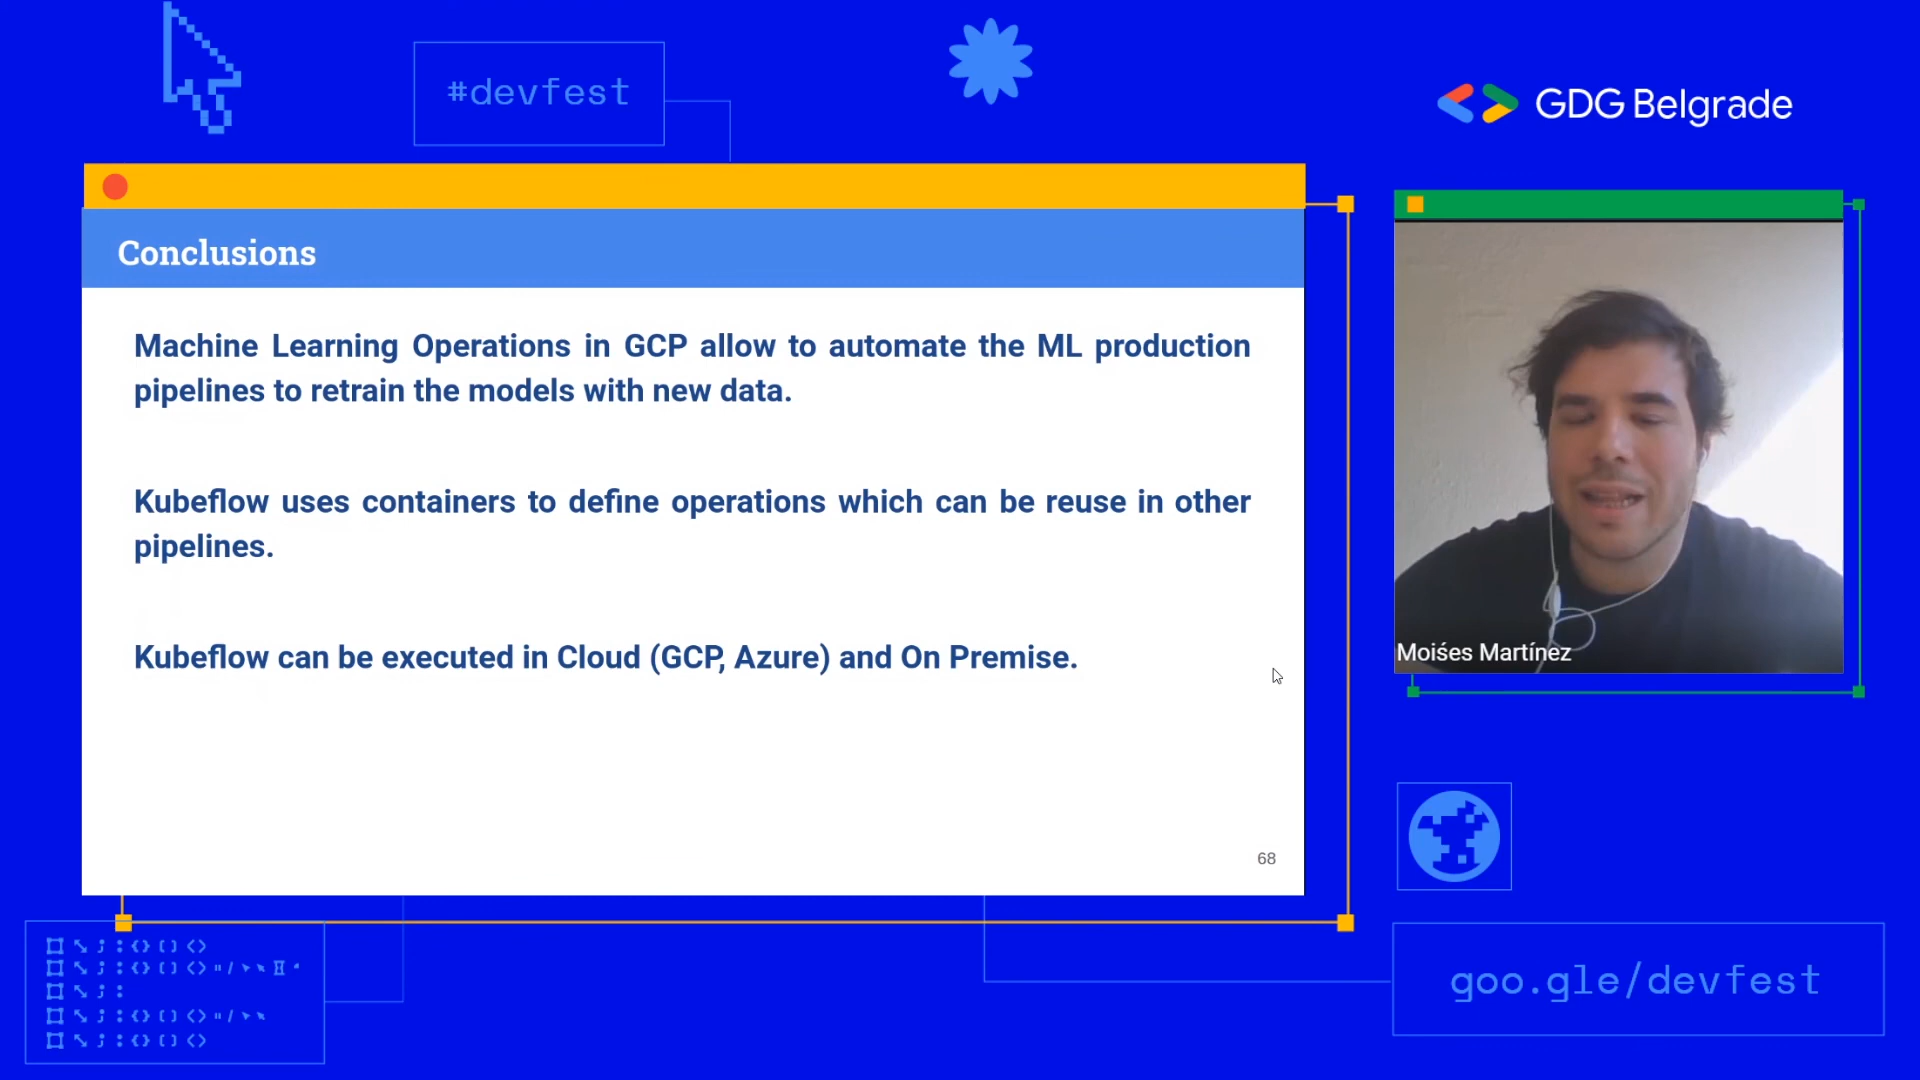 #devfest
GDG Belgrade
Conclusions
Machine Learning Operations in GCP allow to automate the ML production
pipelines to retrain the models with new data.
Kubeflow uses containers to define operations which can be reuse in other
pipelines.
Kubeflow can be executed in Cloud (GCP, Azure) and On Premise.
68
Moiśes Martínez
goo.gle/devfest